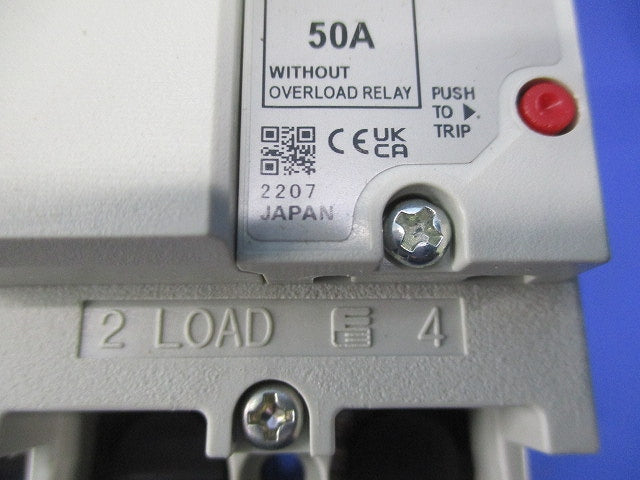 50A
WITHOUT
OVERLOAD RELAY
PUSH
TO ▶
TRIP
CE UK
CA
2207
JAPAN
2 LOAD 4